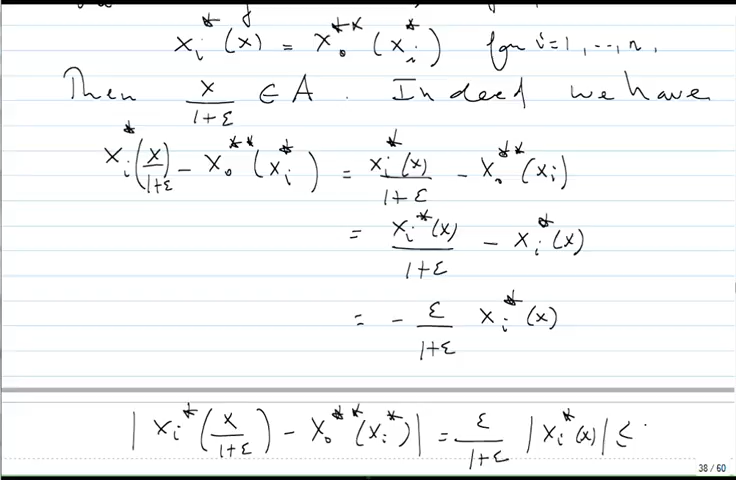 x_i^*(x) = x_0^{**}(x_i^*) for i=1,..,n.
Then x/(1+ε) ∈ A. Indeed we have
x_i^*(x/(1+ε)) - x_0^{**}(x_i^*) = x_i^*(x)/(1+ε) - x_0^{**}(x_i)
= x_i^*(x)/(1+ε) - x_i^*(x)
= - ε/(1+ε) x_i^*(x)
| x_i^*(x/(1+ε)) - x_0^{**}(x_i^*) | = ε/(1+ε) | x_i^*(x) | ≤
38 / 60